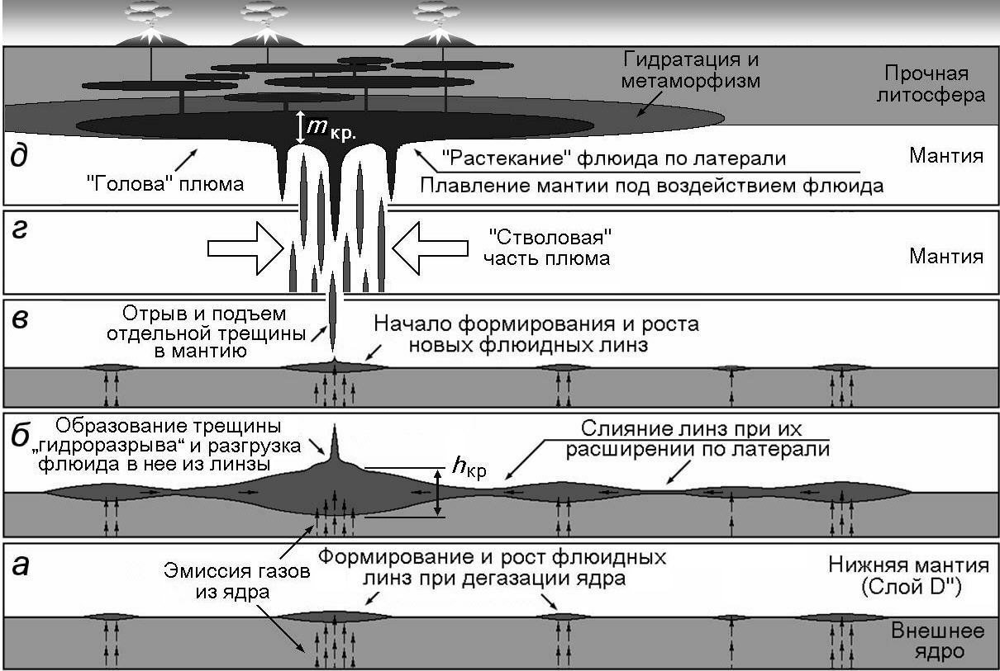 Гидратация и
метаморфизм
Прочная
литосфера
mкр.
д
"Растекание" флюида по латерали
Мантия
"Голова" плюма
Плавление мантии под воздействием флюида
г
"Стволовая"
часть плюма
Мантия
в
Отрыв и подъем
отдельной трещины
в мантию
Начало формирования и роста
новых флюидных линз
б
Образование трещины
„гидроразрыва“ и разгрузка
флюида в нее из линзы
hкр
Слияние линз при их
расширении по латерали
а
Эмиссия газов
из ядра
Формирование и рост флюидных
линз при дегазации ядра
Нижняя мантия
(Слой D")
Внешнее
ядро